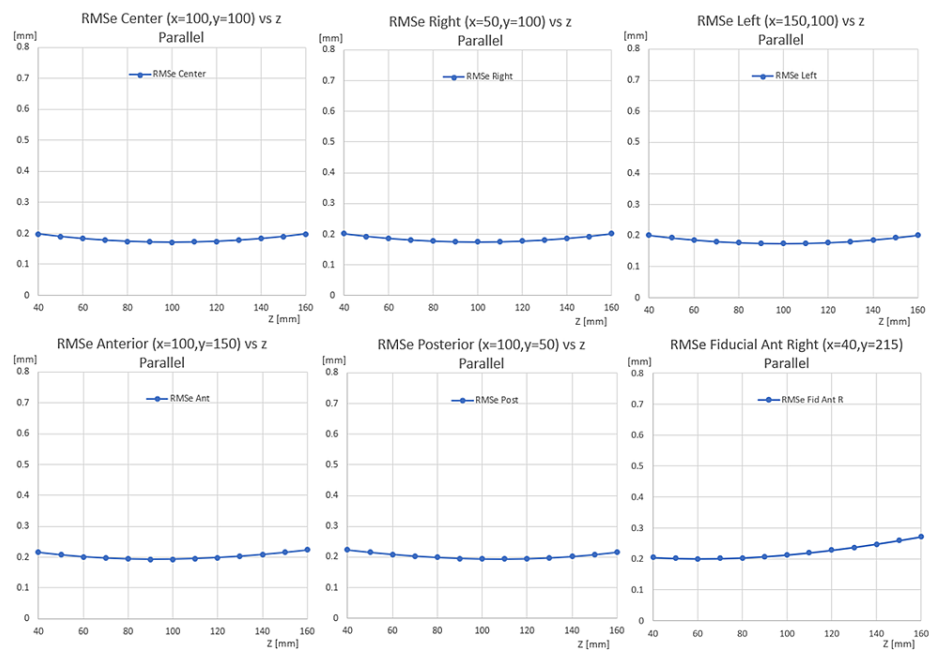 RMSe Center (x=100,y=100) vs z
Parallel
[mm]
RMSe Center
0.8
0.7
0.6
0.5
0.4
0.3
0.2
0.1
0
40 60 80 100 120 140 160
Z [mm]
RMSe Right (x=50,y=100) vs z
Parallel
[mm]
RMSe Right
0.8
0.7
0.6
0.5
0.4
0.3
0.2
0.1
0
40 60 80 100 120 140 160
Z [mm]
RMSe Left (x=150,100) vs z
Parallel
[mm]
RMSe Left
0.8
0.7
0.6
0.5
0.4
0.3
0.2
0.1
0
40 60 80 100 120 140 160
Z [mm]
RMSe Anterior (x=100,y=150) vs z
Parallel
[mm]
RMSe Ant
0.8
0.7
0.6
0.5
0.4
0.3
0.2
0.1
0
40 60 80 100 120 140 160
Z [mm]
RMSe Posterior (x=100,y=50) vs z
Parallel
[mm]
RMSe Post
0.8
0.7
0.6
0.5
0.4
0.3
0.2
0.1
0
40 60 80 100 120 140 160
Z [mm]
RMSe Fiducial Ant Right (x=40,y=215)
Parallel
[mm]
RMSe Fid Ant R
0.8
0.7
0.6
0.5
0.4
0.3
0.2
0.1
0
40 60 80 100 120 140 160
Z [mm]